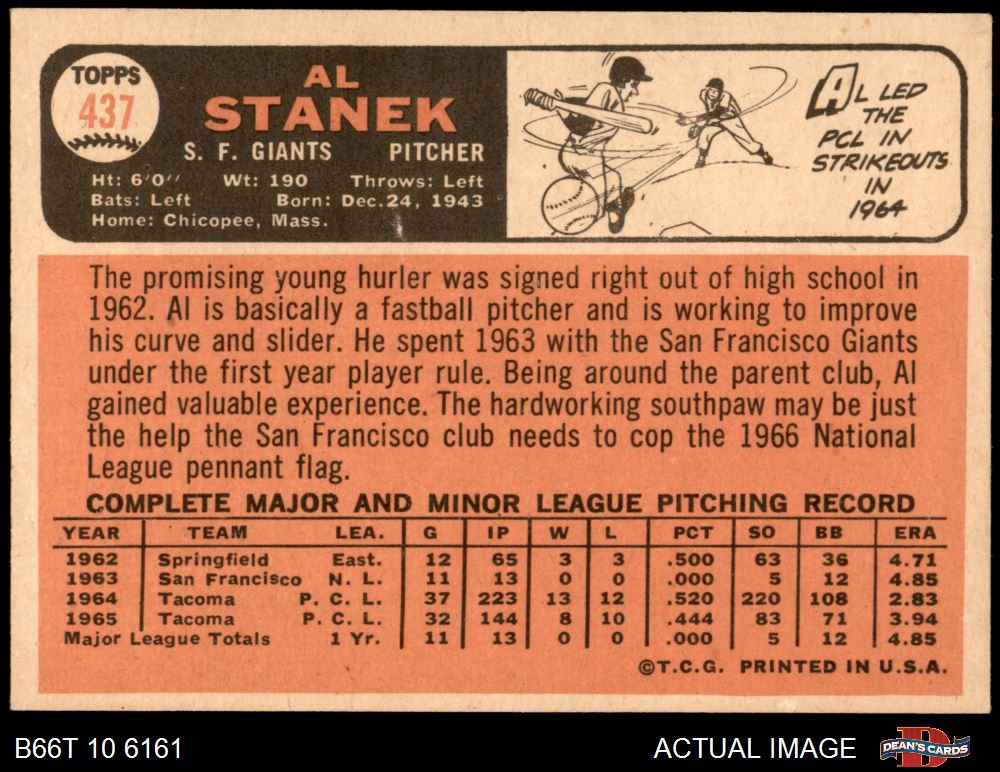 TOPPS
437
AL
STANEK
S. F. GIANTS PITCHER
Ht: 6'0'' Wt: 190 Throws: Left
Bats: Left Born: Dec.24, 1943
Home: Chicopee, Mass.
AL LED
THE
PCL IN
STRIKEOUTS
IN
1964
The promising young hurler was signed right out of high school in
1962. Al is basically a fastball pitcher and is working to improve
his curve and slider. He spent 1963 with the San Francisco Giants
under the first year player rule. Being around the parent club, Al
gained valuable experience. The hardworking southpaw may be just
the help the San Francisco club needs to cop the 1966 National
League pennant flag.
COMPLETE MAJOR AND MINOR LEAGUE PITCHING RECORD
YEAR TEAM LEA. G IP W L PCT SO BB ERA
1962 Springfield East. 12 65 3 3 .500 63 36 4.71
1963 San Francisco N. L. 11 13 0 0 .000 5 12 4.85
1964 Tacoma P. C. L. 37 223 13 12 .520 220 108 2.83
1965 Tacoma P. C. L. 32 144 8 10 .444 83 71 3.94
Major League Totals 1 Yr. 11 13 0 0 .000 5 12 4.85
©T.C.G. PRINTED IN U.S.A.
B66T 10 6161 ACTUAL IMAGE DEAN'S CARDS